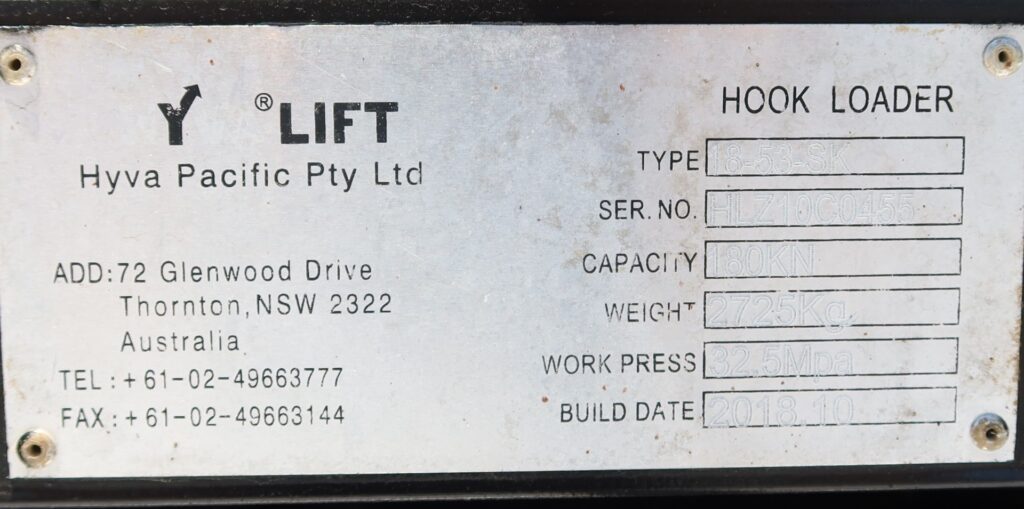 Y ® LIFT
Hyva Pacific Pty Ltd
ADD:72 Glenwood Drive
Thornton,NSW 2322
Australia
TEL:+61-02-49663777
FAX:+61-02-49663144
HOOK LOADER
TYPE 18-53-SK
SER.NO. HLZ10C0455
CAPACITY 180KN
WEIGHT 2725Kg
WORK PRESS 32.5Mpa
BUILD DATE 2018.10